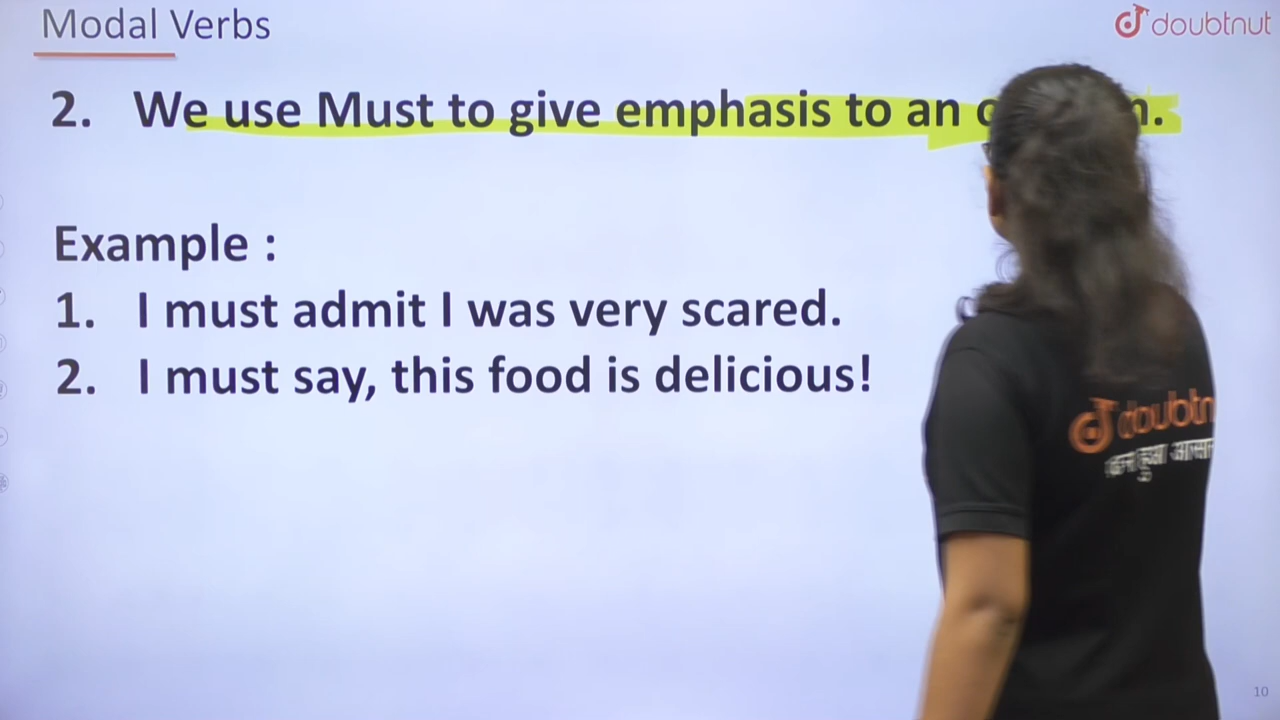 Modal Verbs
doubtnut
2. We use Must to give emphasis to an
Example :
1. I must admit I was very scared.
2. I must say, this food is delicious!
doubtn
10